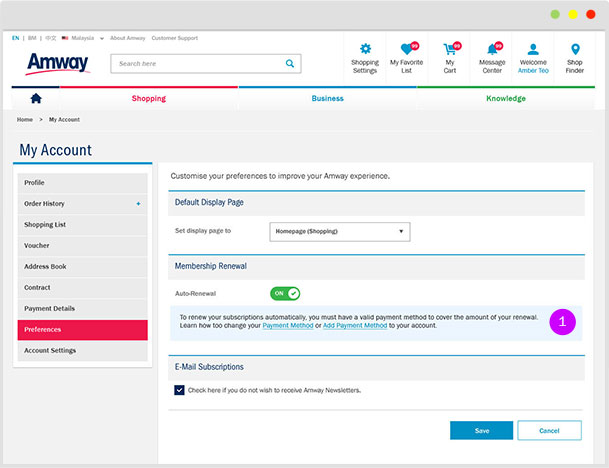 EN | BM | 中文 Malaysia About Amway Customer Support
Amway
Search here
Shopping Settings
99
My Favorite List
99
My Cart
99
Message Center
Welcome Amber Teo
Shop Finder
Shopping
Business
Knowledge
Home > My Account
My Account
Profile
Order History +
Shopping List
Voucher
Address Book
Contract
Payment Details
Preferences
Account Settings
Customise your preferences to improve your Amway experience.
Default Display Page
Set display page to
Homepage (Shopping)
Membership Renewal
Auto-Renewal
ON
To renew your subscriptions automatically, you must have a valid payment method to cover the amount of your renewal.
Learn how too change your Payment Method or Add Payment Method to your account.
1
E-Mail Subscriptions
Check here if you do not wish to receive Amway Newsletters.
Save
Cancel